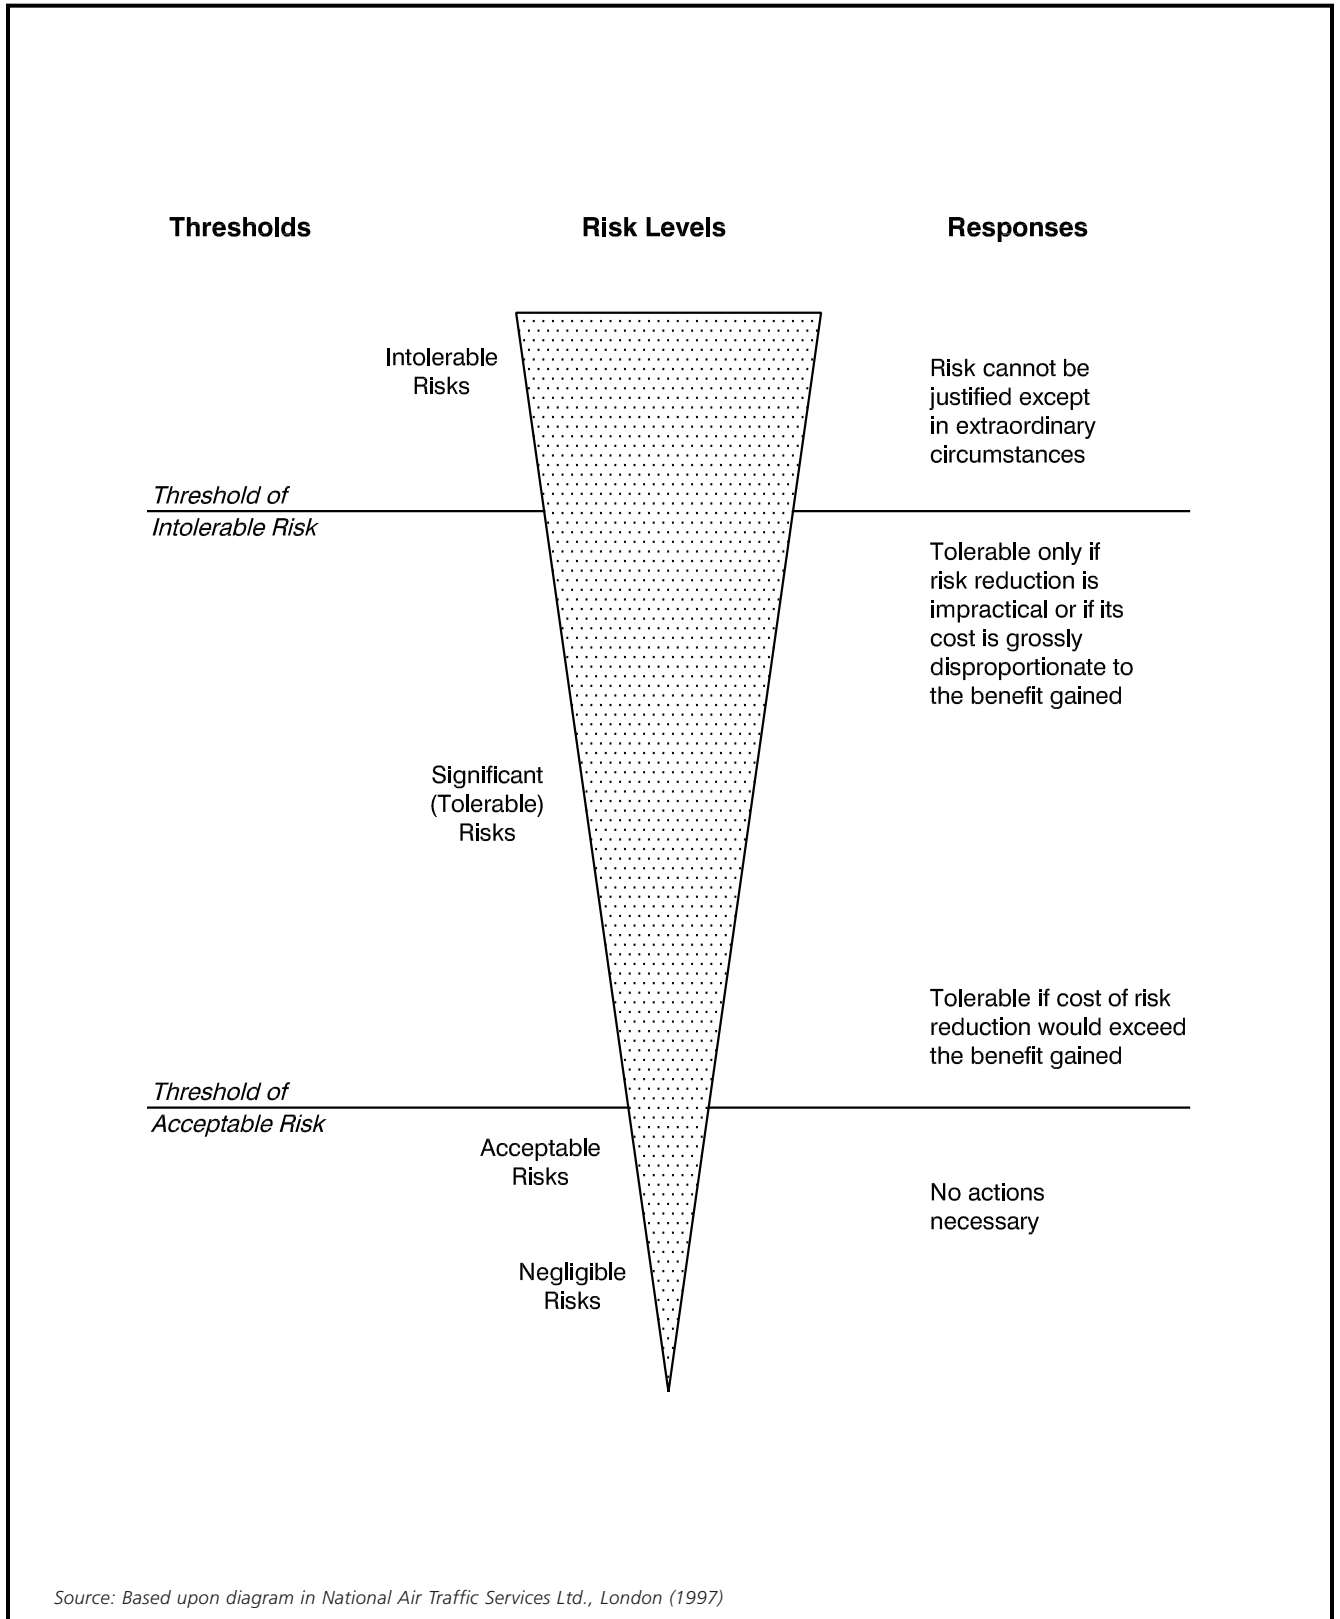 Thresholds
Risk Levels
Responses
Intolerable
Risks
Risk cannot be
justified except
in extraordinary
circumstances
Threshold of
Intolerable Risk
Tolerable only if
risk reduction is
impractical or if its
cost is grossly
disproportionate to
the benefit gained
Significant
(Tolerable)
Risks
Tolerable if cost of risk
reduction would exceed
the benefit gained
Threshold of
Acceptable Risk
Acceptable
Risks
No actions
necessary
Negligible
Risks
Source: Based upon diagram in National Air Traffic Services Ltd., London (1997)